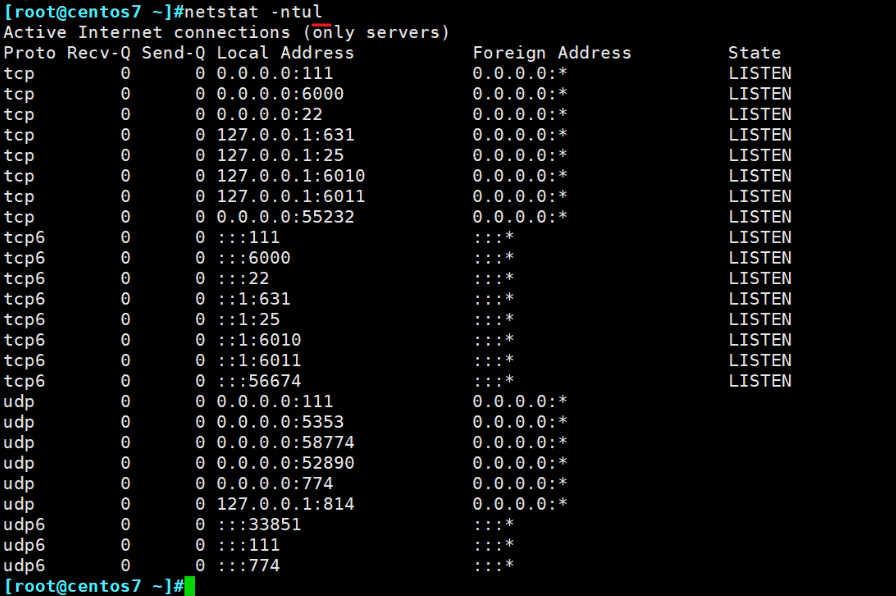 [root@centos7 ~]#netstat -ntul
Active Internet connections (only servers)
Proto Recv-Q Send-Q Local Address           Foreign Address         State
tcp        0      0 0.0.0.0:111             0.0.0.0:*               LISTEN
tcp        0      0 0.0.0.0:6000            0.0.0.0:*               LISTEN
tcp        0      0 0.0.0.0:22              0.0.0.0:*               LISTEN
tcp        0      0 127.0.0.1:631           0.0.0.0:*               LISTEN
tcp        0      0 127.0.0.1:25            0.0.0.0:*               LISTEN
tcp        0      0 127.0.0.1:6010          0.0.0.0:*               LISTEN
tcp        0      0 127.0.0.1:6011          0.0.0.0:*               LISTEN
tcp        0      0 0.0.0.0:55232           0.0.0.0:*               LISTEN
tcp6       0      0 :::111                  :::*                    LISTEN
tcp6       0      0 :::6000                 :::*                    LISTEN
tcp6       0      0 :::22                   :::*                    LISTEN
tcp6       0      0 ::1:631                 :::*                    LISTEN
tcp6       0      0 ::1:25                  :::*                    LISTEN
tcp6       0      0 ::1:6010                :::*                    LISTEN
tcp6       0      0 ::1:6011                :::*                    LISTEN
tcp6       0      0 :::56674                :::*                    LISTEN
udp        0      0 0.0.0.0:111             0.0.0.0:*
udp        0      0 0.0.0.0:5353            0.0.0.0:*
udp        0      0 0.0.0.0:58774           0.0.0.0:*
udp        0      0 0.0.0.0:52890           0.0.0.0:*
udp        0      0 0.0.0.0:774             0.0.0.0:*
udp        0      0 127.0.0.1:814           0.0.0.0:*
udp6       0      0 :::33851                :::*
udp6       0      0 :::111                  :::*
udp6       0      0 :::774                  :::*
[root@centos7 ~]#